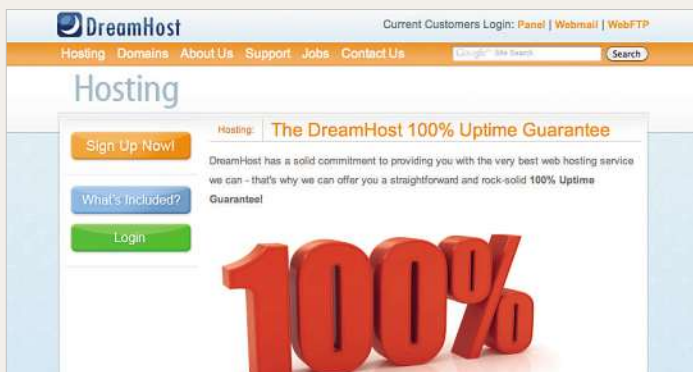 DreamHost
Current Customers Login: Panel | Webmail | WebFTP
Hosting Domains About Us Support Jobs Contact Us
Google™ Site Search Search
Hosting
Sign Up Now!
What's Included?
Login
Hosting: The DreamHost 100% Uptime Guarantee
DreamHost has a solid commitment to providing you with the very best web hosting service
we can - that's why we can offer you a straightforward and rock-solid 100% Uptime
Guarantee!
100%